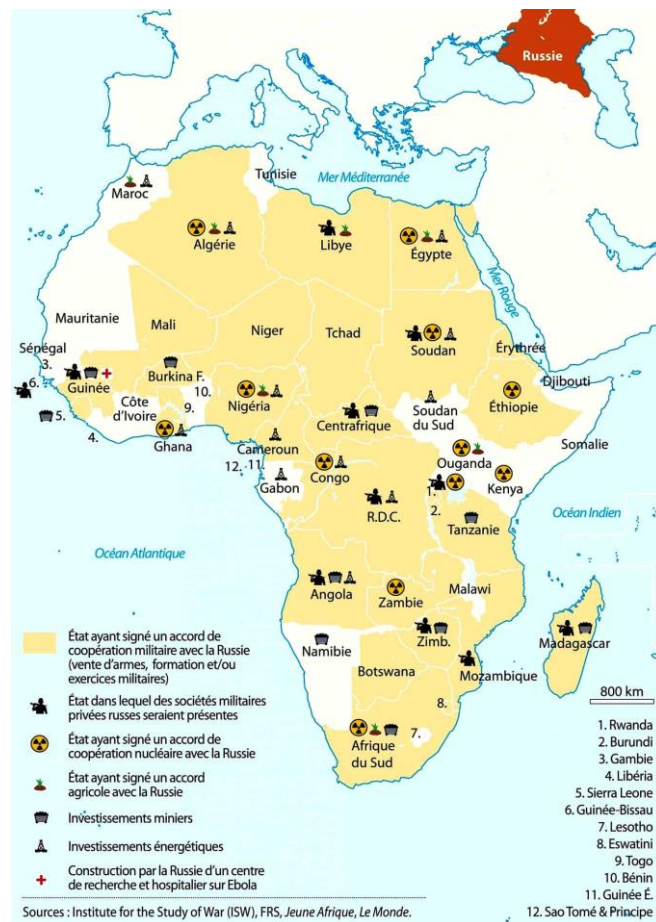 Russie
Tunisie
Mer Méditerranée
Maroc
Algérie
Libye
Égypte
Mer Rouge
Mauritanie
Mali
Niger
Tchad
Soudan
Érythrée
Sénégal
3.
6.
Guinée
Burkina F.
10.
Djibouti
5.
Côte
d'Ivoire
9.
Nigéria
Centrafrique
Soudan
du Sud
Éthiopie
4.
Ghana
Cameroun
12.
11.
Somalie
Gabon
Congo
Ouganda
Kenya
1.
2.
R.D.C.
Tanzanie
Océan Indien
Océan Atlantique
Angola
Zambie
Malawi
Namibie
Zimb.
Madagascar
Botswana
Mozambique
8.
7.
Afrique
du Sud
800 km
État ayant signé un accord de
coopération militaire avec la Russie
(vente d'armes, formation et/ou
exercices militaires)
État dans lequel des sociétés militaires
privées russes seraient présentes
État ayant signé un accord de
coopération nucléaire avec la Russie
État ayant signé un accord
agricole avec la Russie
Investissements miniers
Investissements énergétiques
Construction par la Russie d'un centre
de recherche et hospitalier sur Ebola
1. Rwanda
2. Burundi
3. Gambie
4. Libéria
5. Sierra Leone
6. Guinée-Bissau
7. Lesotho
8. Eswatini
9. Togo
10. Bénin
11. Guinée É.
12. Sao Tomé & Principe
Sources : Institute for the Study of War (ISW), FRS, Jeune Afrique, Le Monde.